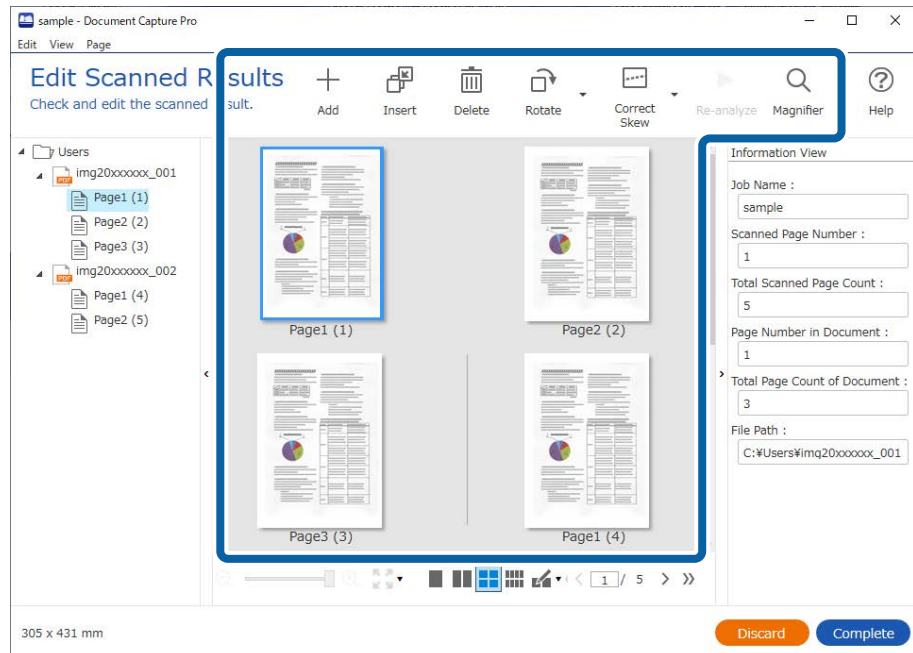 sample - Document Capture Pro
Edit View Page
Edit Scanned R sults
Check and edit the scanned sult.
Add
Insert
Delete
Rotate
Correct
Skew
Re-analyze
Magnifier
Help
Users
PDF
img20xxxxxx_001
Page1 (1)
Page2 (2)
Page3 (3)
PDF
img20xxxxxx_002
Page1 (4)
Page2 (5)
Page1 (1)
Page2 (2)
Page3 (3)
Page1 (4)
Information View
Job Name :
sample
Scanned Page Number :
1
Total Scanned Page Count :
5
Page Number in Document :
1
Total Page Count of Document :
3
File Path :
C:¥Users¥img20xxxxxx_001
1 / 5
305 x 431 mm
Discard
Complete